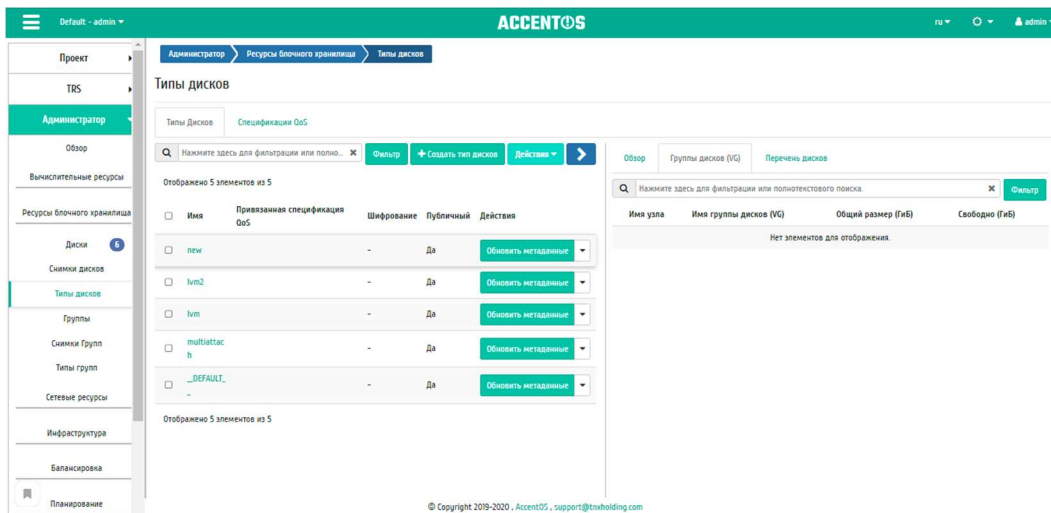 Default - admin
ACCENTOS
ru
admin
Проект
TRS
Администратор
Обзор
Вычислительные ресурсы
Ресурсы блочного хранилища
Диски 6
Снимки дисков
Типы дисков
Группы
Снимки Групп
Типы групп
Сетевые ресурсы
Инфраструктура
Балансировка
Планирование
Администратор Ресурсы блочного хранилища Типы дисков
Типы дисков
Типы Дисков Спецификации QoS
Нажмите здесь для фильтрации или полно... Фильтр +Создать тип дисков Действия
Отображено 5 элементов из 5
Имя Привязанная спецификация QoS Шифрование Публичный Действия
new - Да Обновить метаданные
lvm2 - Да Обновить метаданные
lvm - Да Обновить метаданные
multiattac
h - Да Обновить метаданные
__DEFAULT_
_ - Да Обновить метаданные
Отображено 5 элементов из 5
Обзор Группы дисков (VG) Перечень дисков
Нажмите здесь для фильтрации или полнотекстового поиска. Фильтр
Имя узла Имя группы дисков (VG) Общий размер (ГиБ) Свободно (ГиБ)
Нет элементов для отображения.
© Copyright 2019-2020 , AccentOS , support@tnxholding.com